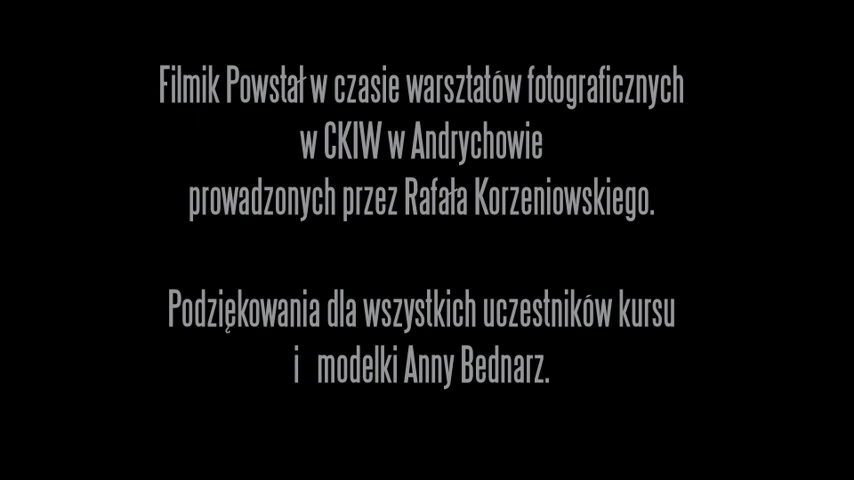 Filmik Powstał w czasie warsztatów fotograficznych
w CKIW w Andrychowie
prowadzonych przez Rafała Korzeniowskiego.
Podziękowania dla wszystkich uczestników kursu
i modelki Anny Bednarz.